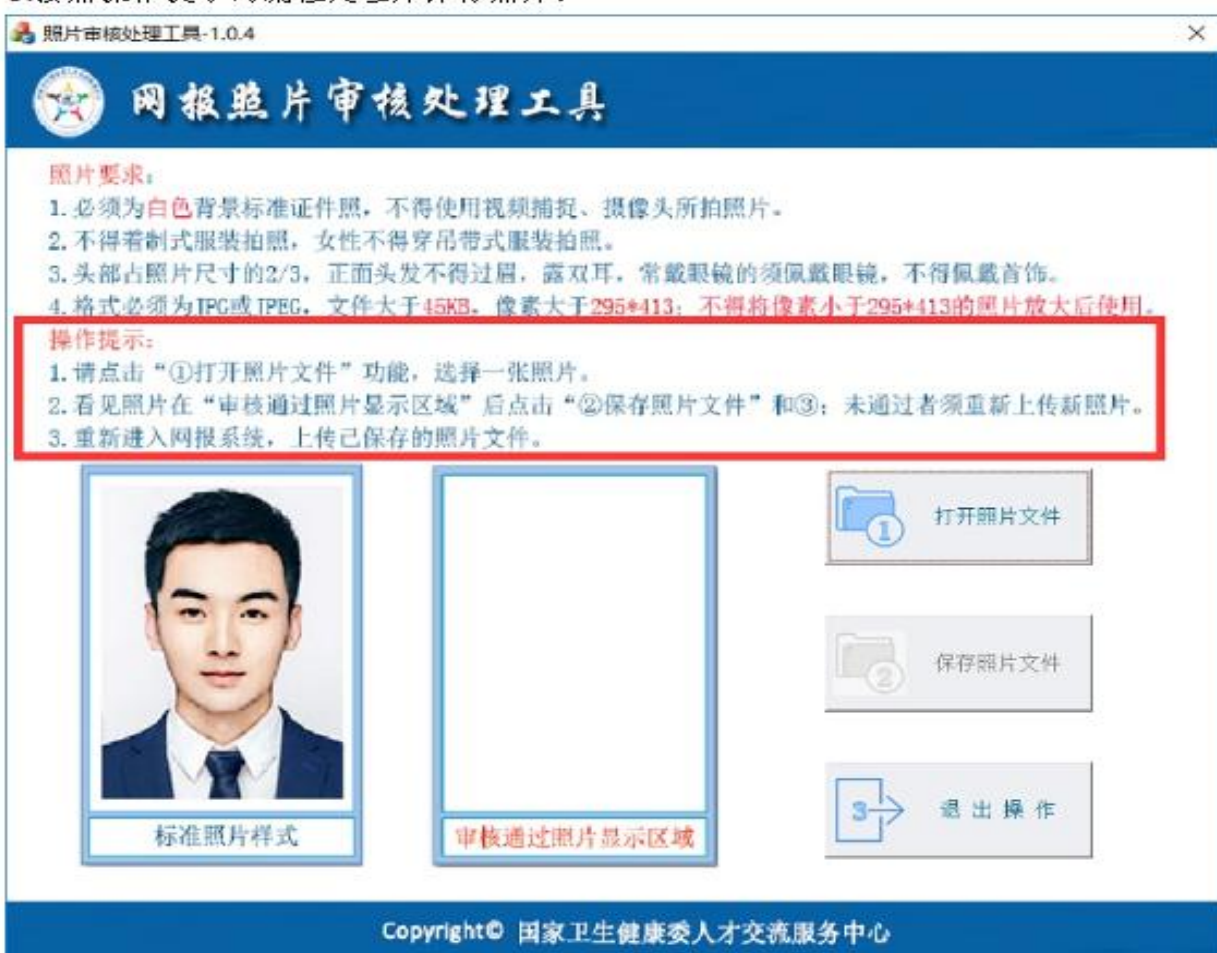 照片审核处理工具-1.0.4
网报照片审核处理工具
照片要求:
1.必须为白色背景标准证件照，不得使用视频捕捉、摄像头所拍照片。
2.不得着制式服装拍照，女性不得穿吊带式服装拍照。
3.头部占照片尺寸的2/3，正面头发不得过眉，露双耳，常戴眼镜的须佩戴眼镜，不得佩戴首饰。
4.格式必须为JPG或JPEG，文件大于45KB，像素大于295*413；不得将像素小于295*413的照片放大后使用。
操作提示:
1.请点击“①打开照片文件”功能，选择一张照片。
2.看见照片在“审核通过照片显示区域”后点击“②保存照片文件”和③；未通过者须重新上传新照片。
3.重新进入网报系统，上传已保存的照片文件。
1 打开照片文件
2 保存照片文件
3 退出操作
标准照片样式
审核通过照片显示区域
Copyright© 国家卫生健康委人才交流服务中心